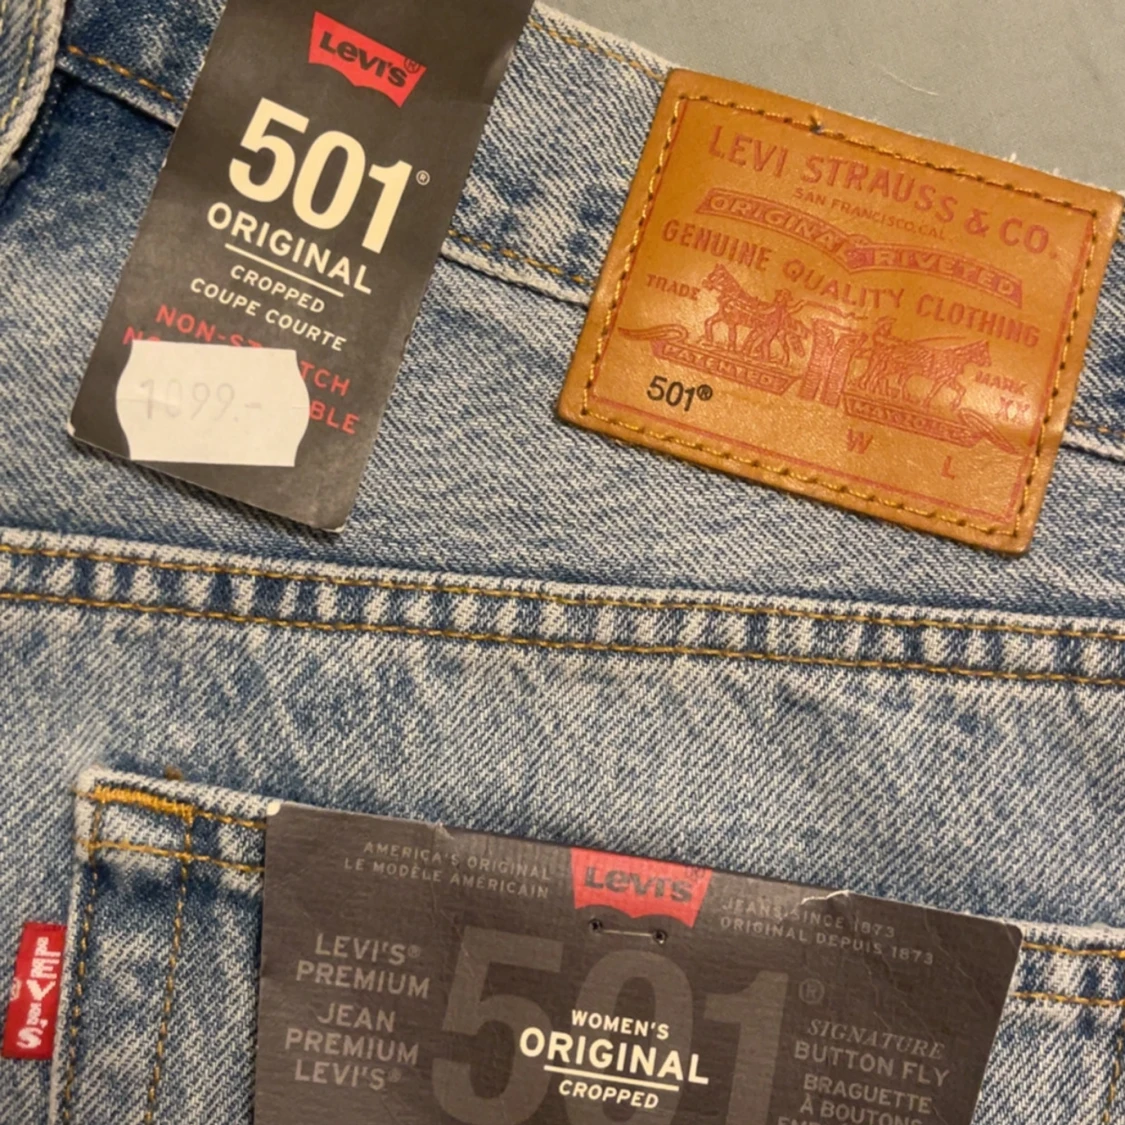 Levi's®
501®
ORIGINAL
CROPPED
COUPE COURTE
1099.-
LEVI STRAUSS & CO.
SAN FRANCISCO, CAL
ORIGINAL RIVETED
GENUINE QUALITY CLOTHING
TRADE MARK
PATENTED
XX
501®
W L
AMERICA'S ORIGINAL
LE MODÈLE AMÉRICAIN
Levi's®
JEANS SINCE 1873
ORIGINAL DEPUIS 1873
LEVI'S®
PREMIUM
JEAN
PREMIUM
LEVI'S®
501®
WOMEN'S
ORIGINAL
CROPPED
SIGNATURE
BUTTON FLY
BRAGUETTE
À BOUTONS
LEVI'S